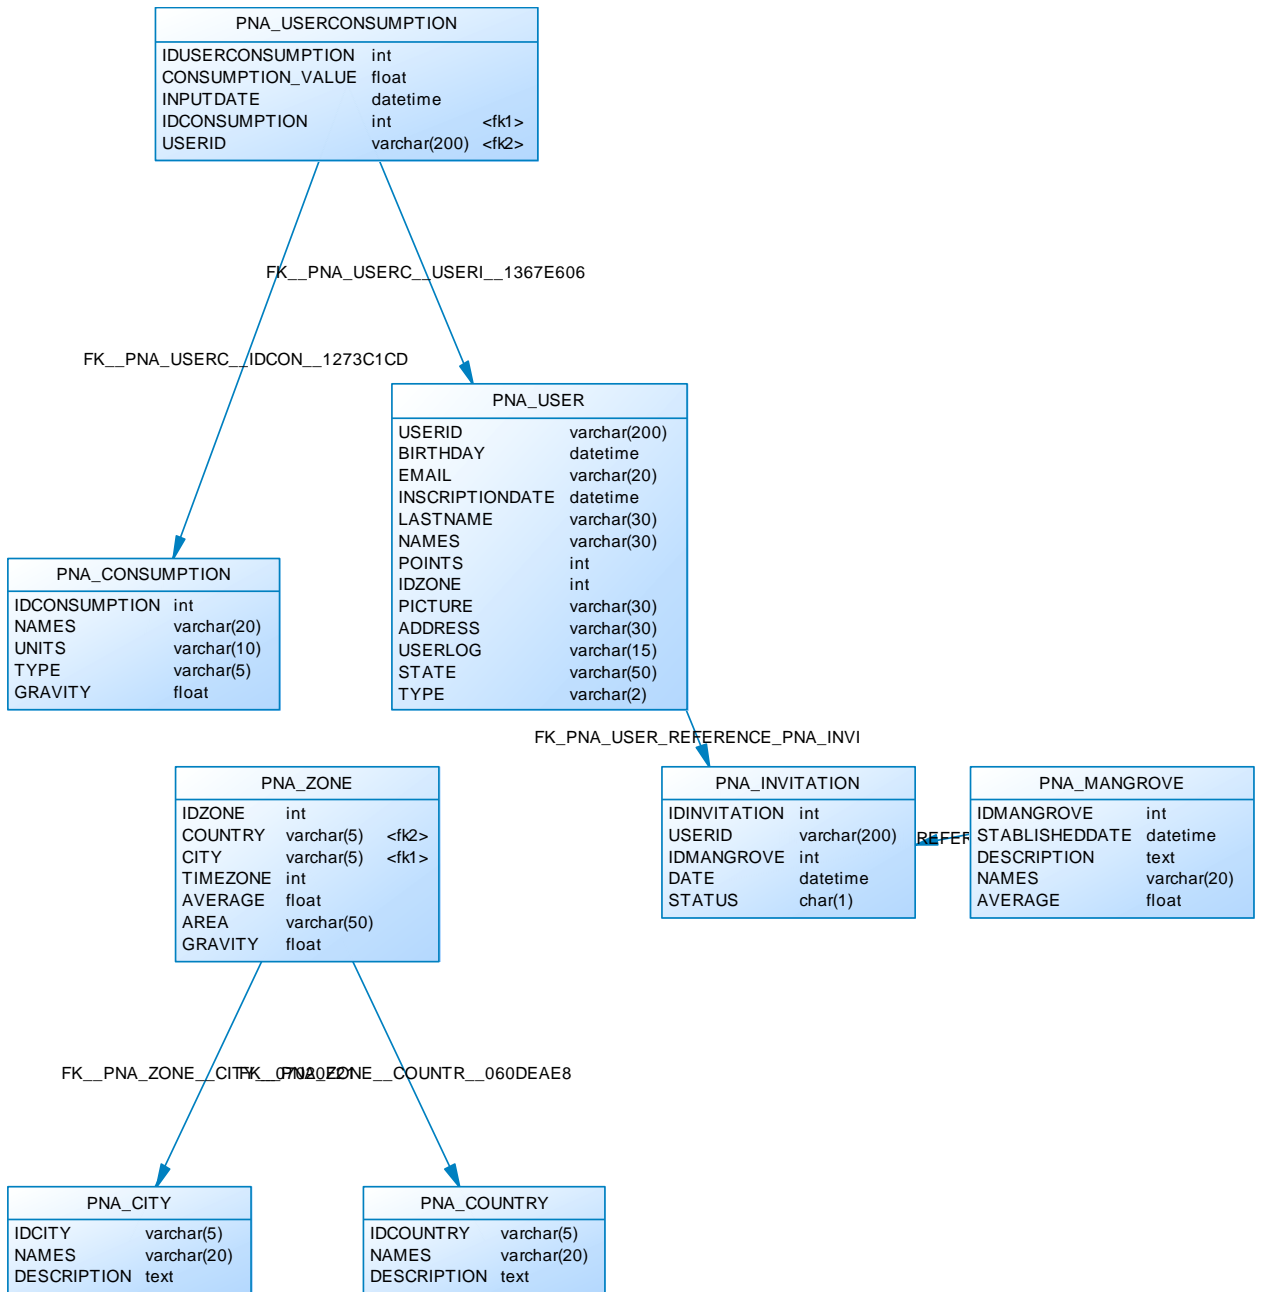 PNA_USERCONSUMPTION
IDUSERCONSUMPTION int
CONSUMPTION_VALUE float
INPUTDATE datetime
IDCONSUMPTION int <fk1>
USERID varchar(200) <fk2>
FK__PNA_USERC__USERI__1367E606
FK__PNA_USERC__IDCON__1273C1CD
PNA_USER
USERID varchar(200)
BIRTHDAY datetime
EMAIL varchar(20)
INSCRIPTIONDATE datetime
LASTNAME varchar(30)
NAMES varchar(30)
POINTS int
IDZONE int
PICTURE varchar(30)
ADDRESS varchar(30)
USERLOG varchar(15)
STATE varchar(50)
TYPE varchar(2)
PNA_CONSUMPTION
IDCONSUMPTION int
NAMES varchar(20)
UNITS varchar(10)
TYPE varchar(5)
GRAVITY float
FK_PNA_USER_REFERENCE_PNA_INVI
PNA_ZONE
IDZONE int
COUNTRY varchar(5) <fk2>
CITY varchar(5) <fk1>
TIMEZONE int
AVERAGE float
AREA varchar(50)
GRAVITY float
PNA_INVITATION
IDINVITATION int
USERID varchar(200)
IDMANGROVE int
DATE datetime
STATUS char(1)
PNA_MANGROVE
IDMANGROVE int
STABLISHEDDATE datetime
DESCRIPTION text
NAMES varchar(20)
AVERAGE float
FK__PNA_ZONE__CITY__07020F21
FK__PNA_ZONE__COUNTR__060DEAE8
PNA_CITY
IDCITY varchar(5)
NAMES varchar(20)
DESCRIPTION text
PNA_COUNTRY
IDCOUNTRY varchar(5)
NAMES varchar(20)
DESCRIPTION text